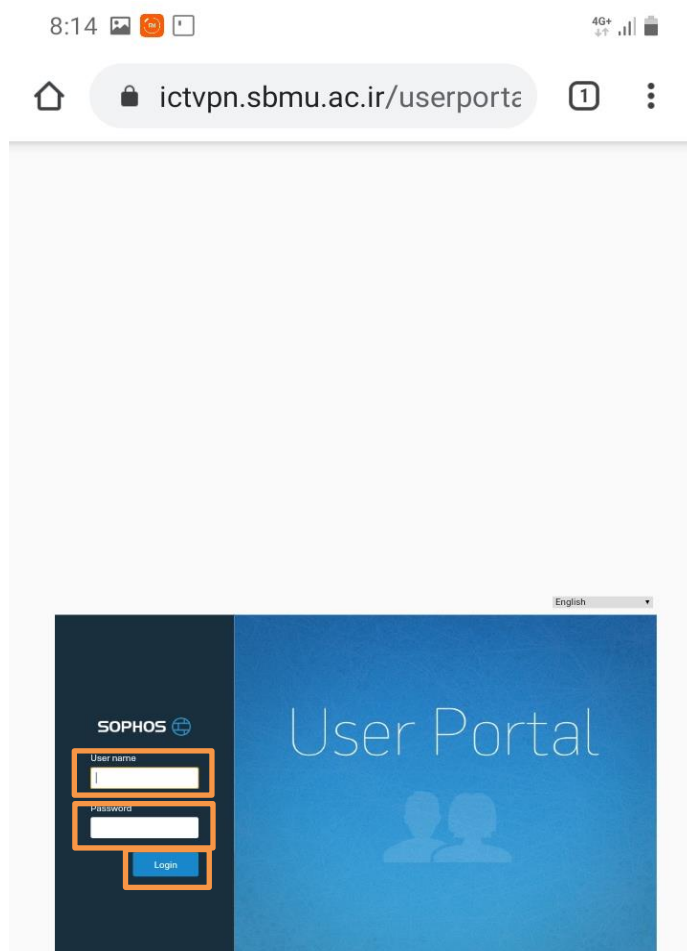 8:14
4G+
ictvpn.sbmu.ac.ir/userporta
1
English
SOPHOS
User Portal
User name
Password
Login